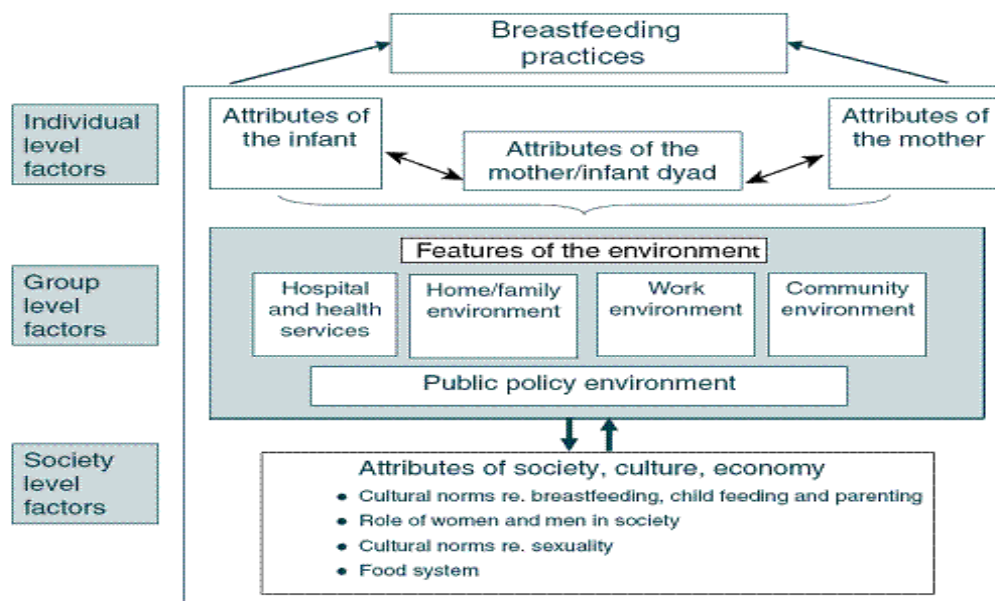 Breastfeeding
practices
Individual
level
factors
Attributes of
the infant
Attributes of the
mother/infant dyad
Attributes of
the mother
Group
level
factors
Features of the environment
Hospital
and health
services
Home/family
environment
Work
environment
Community
environment
Public policy environment
Society
level
factors
Attributes of society, culture, economy
• Cultural norms re. breastfeeding, child feeding and parenting
• Role of women and men in society
• Cultural norms re. sexuality
• Food system